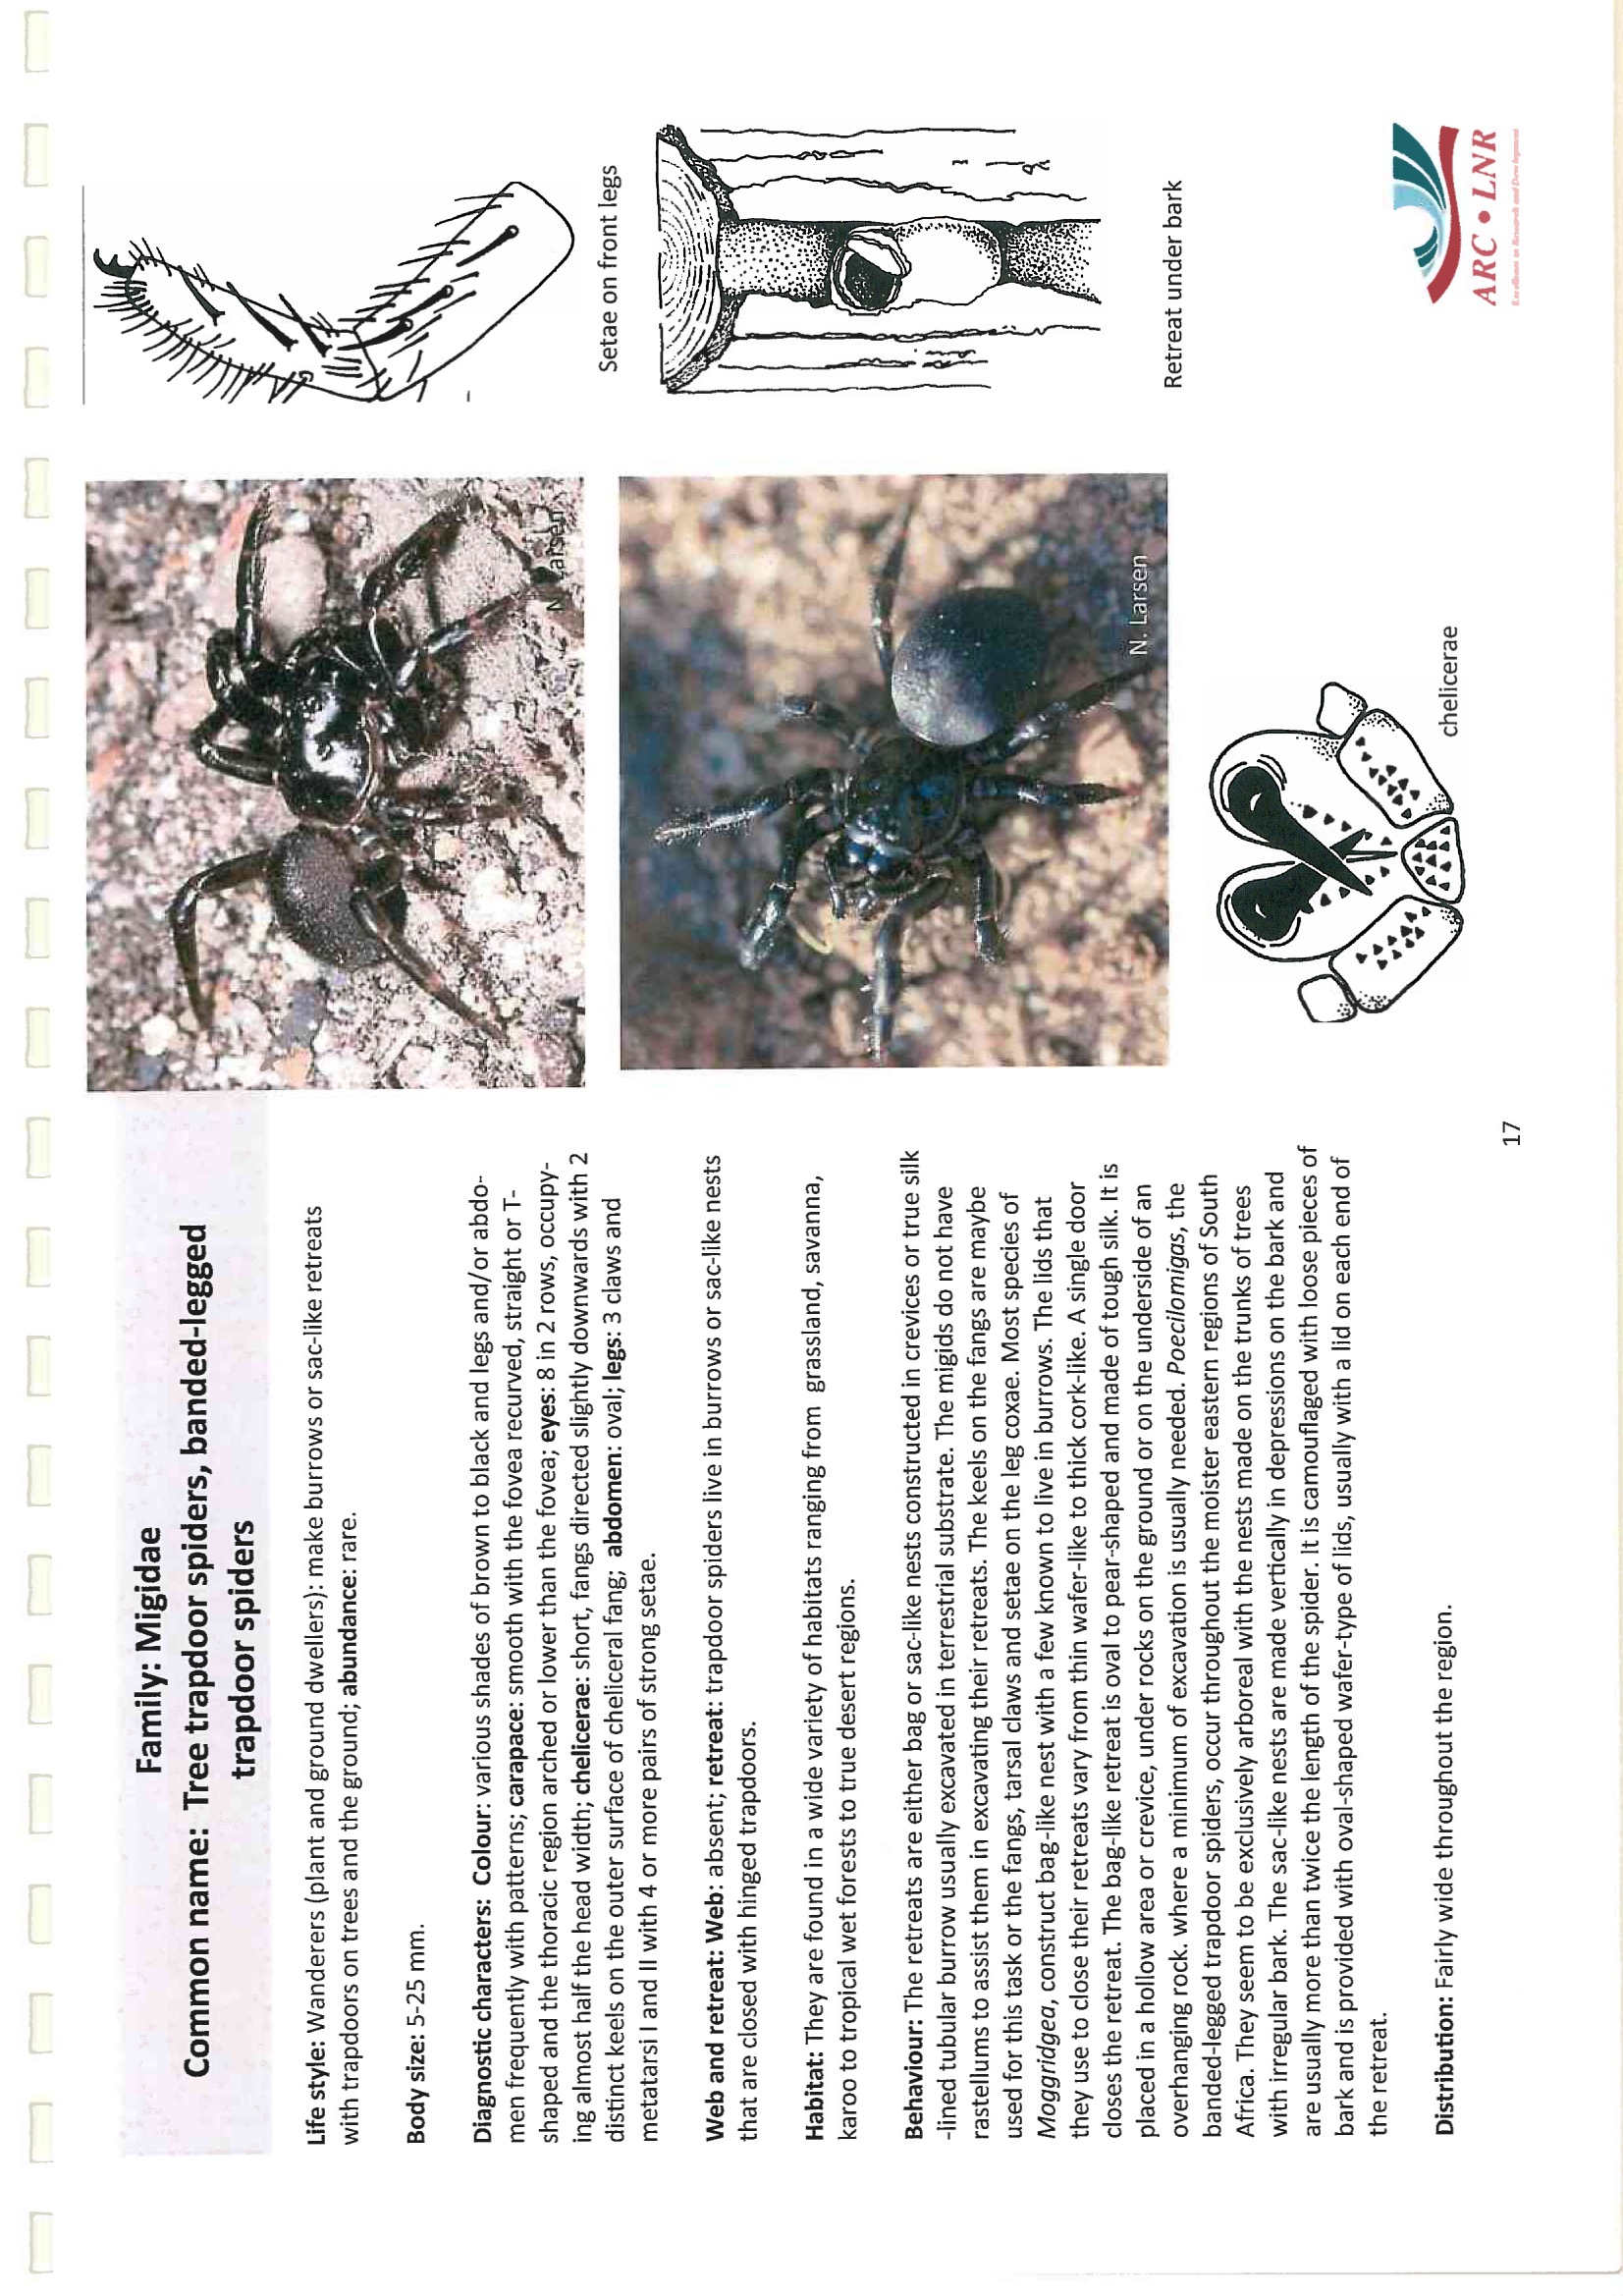 Family: Migidae
Common name: Tree trapdoor spiders, banded-legged
trapdoor spiders
Life style: Wanderers (plant and ground dwellers): make burrows or sac-like retreats
with trapdoors on trees and the ground; abundance: rare.
Body size: 5-25 mm.
Diagnostic characters: Colour: various shades of brown to black and legs and/or abdo-
men frequently with patterns; carapace: smooth with the fovea recurved, straight or T-
shaped and the thoracic region arched or lower than the fovea; eyes: 8 in 2 rows, occupy-
ing almost half the head width; chelicerae: short, fangs directed slightly downwards with 2
distinct keels on the outer surface of cheliceral fang; abdomen: oval; legs: 3 claws and
metatarsi I and II with 4 or more pairs of strong setae.
Web and retreat: Web: absent; retreat: trapdoor spiders live in burrows or sac-like nests
that are closed with hinged trapdoors.
Habitat: They are found in a wide variety of habitats ranging from grassland, savanna,
karoo to tropical wet forests to true desert regions.
Behaviour: The retreats are either bag or sac-like nests constructed in crevices or true silk
-lined tubular burrow usually excavated in terrestrial substrate. The migids do not have
rastellums to assist them in excavating their retreats. The keels on the fangs are maybe
used for this task or the fangs, tarsal claws and setae on the leg coxae. Most species of
Moggridgea, construct bag-like nest with a few known to live in burrows. The lids that
they use to close their retreats vary from thin wafer-like to thick cork-like. A single door
closes the retreat. The bag-like retreat is oval to pear-shaped and made of tough silk. It is
placed in a hollow area or crevice, under rocks on the ground or on the underside of an
overhanging rock. where a minimum of excavation is usually needed. Poecilomigas, the
banded-legged trapdoor spiders, occur throughout the moister eastern regions of South
Africa. They seem to be exclusively arboreal with the nests made on the trunks of trees
with irregular bark. The sac-like nests are made vertically in depressions on the bark and
are usually more than twice the length of the spider. It is camouflaged with loose pieces of
bark and is provided with oval-shaped wafer-type of lids, usually with a lid on each end of
the retreat.
Distribution: Fairly wide throughout the region.
N. Larsen
N. Larsen
chelicerae
Setae on front legs
Retreat under bark
17
ARC • LNR
Excellence in Research and Development